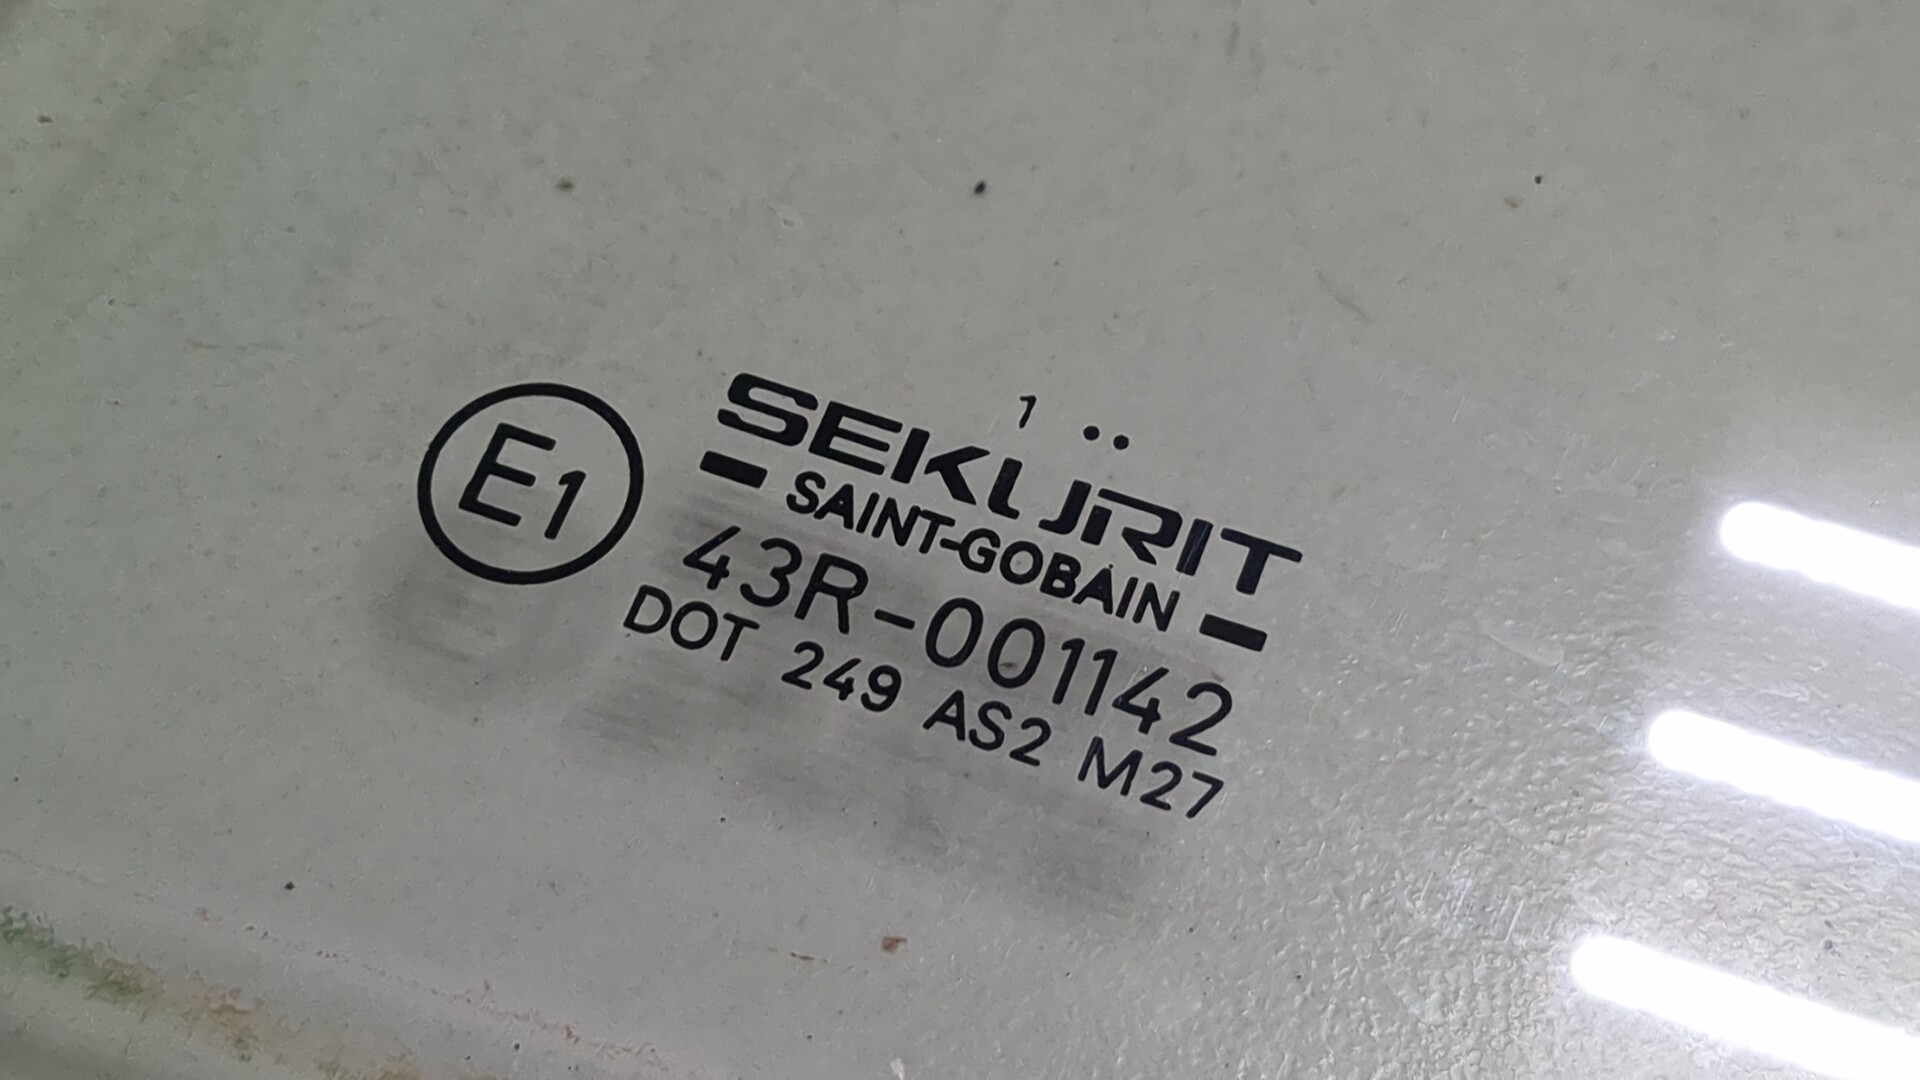 1 ••
SEKURIT
SAINT-GOBAIN
E1
43R-001142
DOT 249 AS2 M27